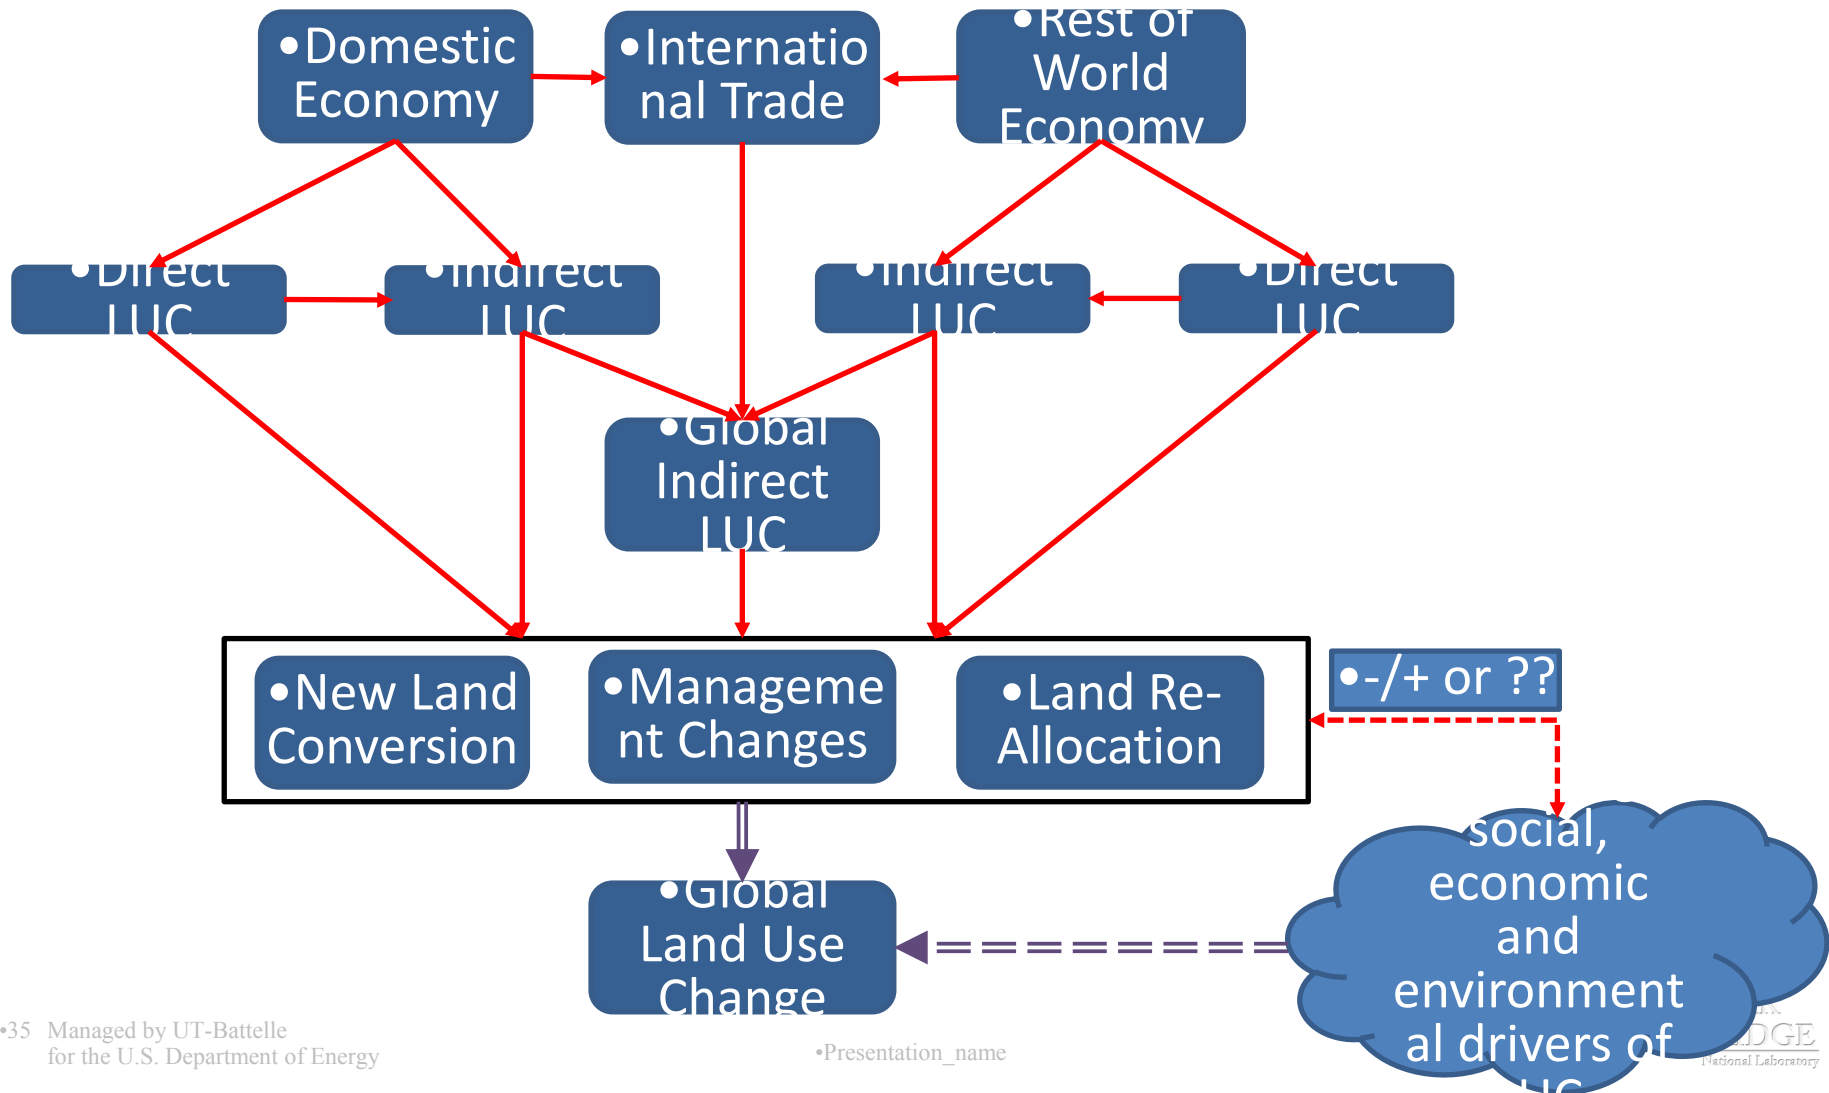 •Domestic
Economy
•Internatio
nal Trade
•Rest of
World
Economy
•Direct
LUC
•Indirect
LUC
•Indirect
LUC
•Direct
LUC
•Global
Indirect
LUC
•New Land
Conversion
•Manageme
nt Changes
•Land Re-
Allocation
•-/+ or ??
•Global
Land Use
Change
social,
economic
and
environment
al drivers of
•35 Managed by UT-Battelle
for the U.S. Department of Energy
•Presentation_name
National Laboratory